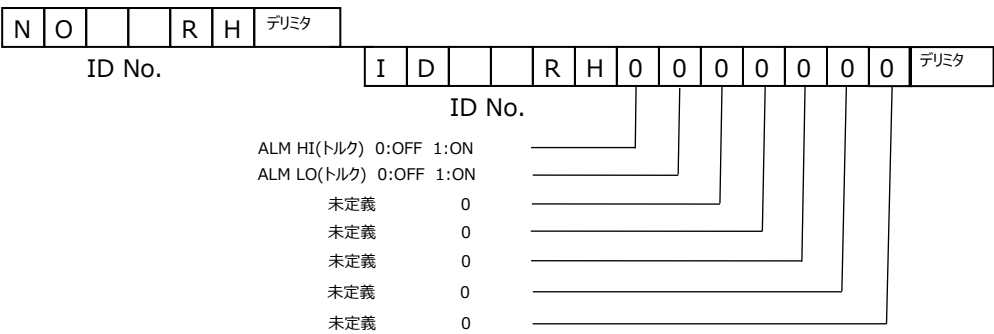 N O R H デリミタ
ID No.
I D R H 0 0 0 0 0 0 0 デリミタ
ID No.
ALM HI(トルク) 0:OFF 1:ON
ALM LO(トルク) 0:OFF 1:ON
未定義 0
未定義 0
未定義 0
未定義 0
未定義 0